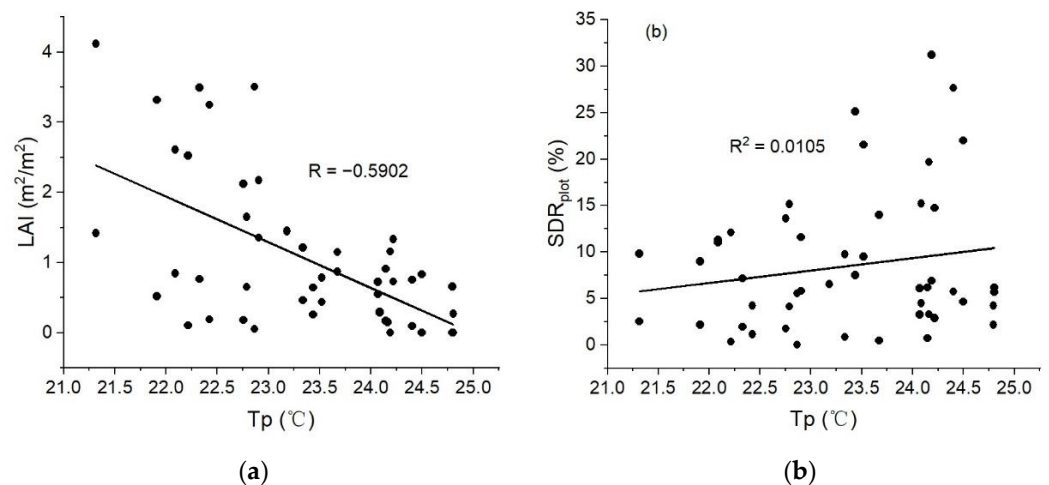 4
3
2
1
0
LAI (m²/m²)
R = −0.5902
21.0 21.5 22.0 22.5 23.0 23.5 24.0 24.5 25.0
Tp (℃)
(a)
35
30
25
20
15
10
5
0
SDRplot (%)
(b)
R² = 0.0105
21.0 21.5 22.0 22.5 23.0 23.5 24.0 24.5 25.0
Tp (℃)
(b)